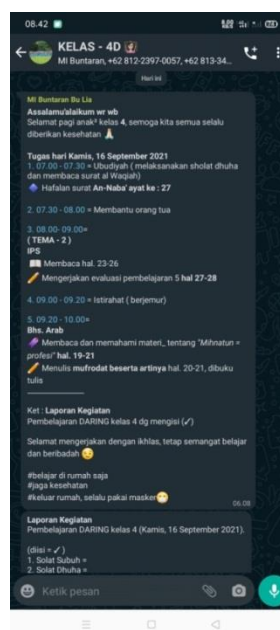 08.42
KELAS - 4D
MI Buntaran, +62 812-2397-0057, +62 813-34...
Hari ini
MI Buntaran Bu Lia
Assalamu'alaikum wr wb
Selamat pagi anak² kelas 4, semoga kita semua selalu
diberikan kesehatan
Tugas hari Kamis, 16 September 2021
1. 07.00 - 07.30 = Ubudiyah ( melaksanakan sholat dhuha
dan membaca surat al Waqiah)
Hafalan surat An-Naba' ayat ke : 27
2. 07.30 - 08.00 = Membantu orang tua
3. 08.00- 09.00=
( TEMA - 2 )
IPS
Membaca hal. 23-26
Mengerjakan evaluasi pembelajaran 5 hal 27-28
4. 09.00 - 09.20 = Istirahat ( berjemur)
5. 09.20 - 10.00=
Bhs. Arab
Membaca dan memahami materi_ tentang "Mihnatun =
profesi" hal. 19-21
Menulis mufrodat beserta artinya hal. 20-21, dibuku
tulis
Ket : Laporan Kegiatan
Pembelajaran DARING kelas 4 dg mengisi (✓)
Selamat mengerjakan dengan ikhlas, tetap semangat belajar
dan beribadah
#belajar di rumah saja
#jaga kesehatan
#keluar rumah, selalu pakai masker
06.08
Laporan Kegiatan
Pembelajaran DARING kelas 4 (Kamis, 16 September 2021).
(diisi = ✓ )
1. Solat Subuh =
2. Solat Dhuha =
Ketik pesan